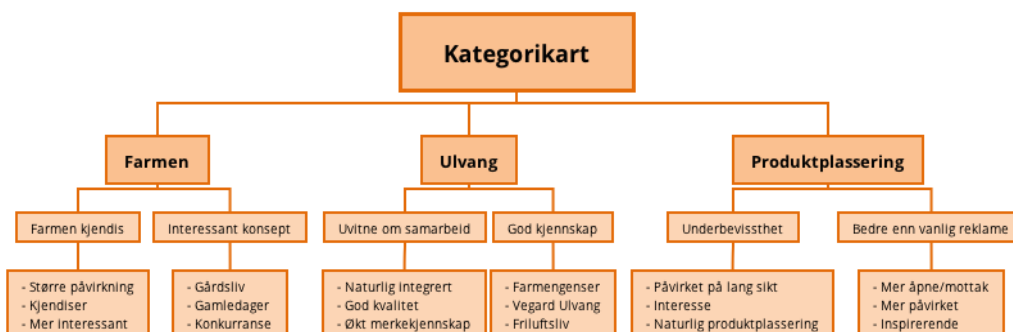 Kategorikart
Farmen
Ulvang
Produktplassering
Farmen kjendis
Interessant konsept
Uvitne om samarbeid
God kjennskap
Underbevissthet
Bedre enn vanlig reklame
- Større påvirkning
- Kjendiser
- Mer interessant
- Gårdsliv
- Gamledager
- Konkurranse
- Naturlig integrert
- God kvalitet
- Økt merkekjennskap
- Farmengenser
- Vegard Ulvang
- Friluftsliv
- Påvirket på lang sikt
- Interesse
- Naturlig produktplassering
- Mer åpne/mottak
- Mer påvirket
- Inspirerende